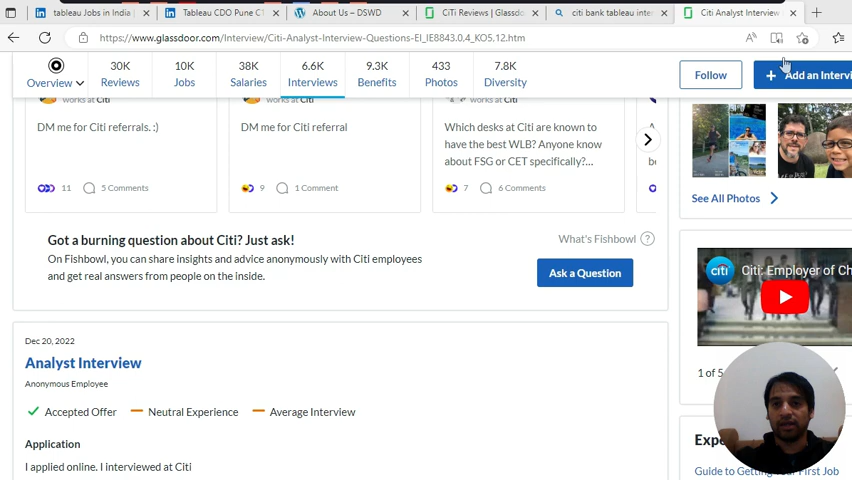 tableau Jobs in India |
Tableau CDO Pune C
About Us – DSWD
CiTi Reviews | Glassdo
citi bank tableau inte
Citi Analyst Interview
https://www.glassdoor.com/Interview/Citi-Analyst-Interview-Questions-EI_IE8843.0,4_KO5,12.htm
Overview
30K
Reviews
10K
Jobs
38K
Salaries
6.6K
Interviews
9.3K
Benefits
433
Photos
7.8K
Diversity
Follow
+ Add an Intervi
works at Citi
works at Citi
works at Citi
DM me for Citi referrals. :)
DM me for Citi referral
Which desks at Citi are known to
have the best WLB? Anyone know
about FSG or CET specifically?...
11
5 Comments
9
1 Comment
7
6 Comments
See All Photos
Got a burning question about Citi? Just ask!
What's Fishbowl ?
On Fishbowl, you can share insights and advice anonymously with Citi employees
and get real answers from people on the inside.
Ask a Question
citi
Citi: Employer of Ch
1 of 5
Dec 20, 2022
Analyst Interview
Anonymous Employee
Accepted Offer
Neutral Experience
Average Interview
Application
I applied online. I interviewed at Citi
Expe
Guide to Getting Your First Job